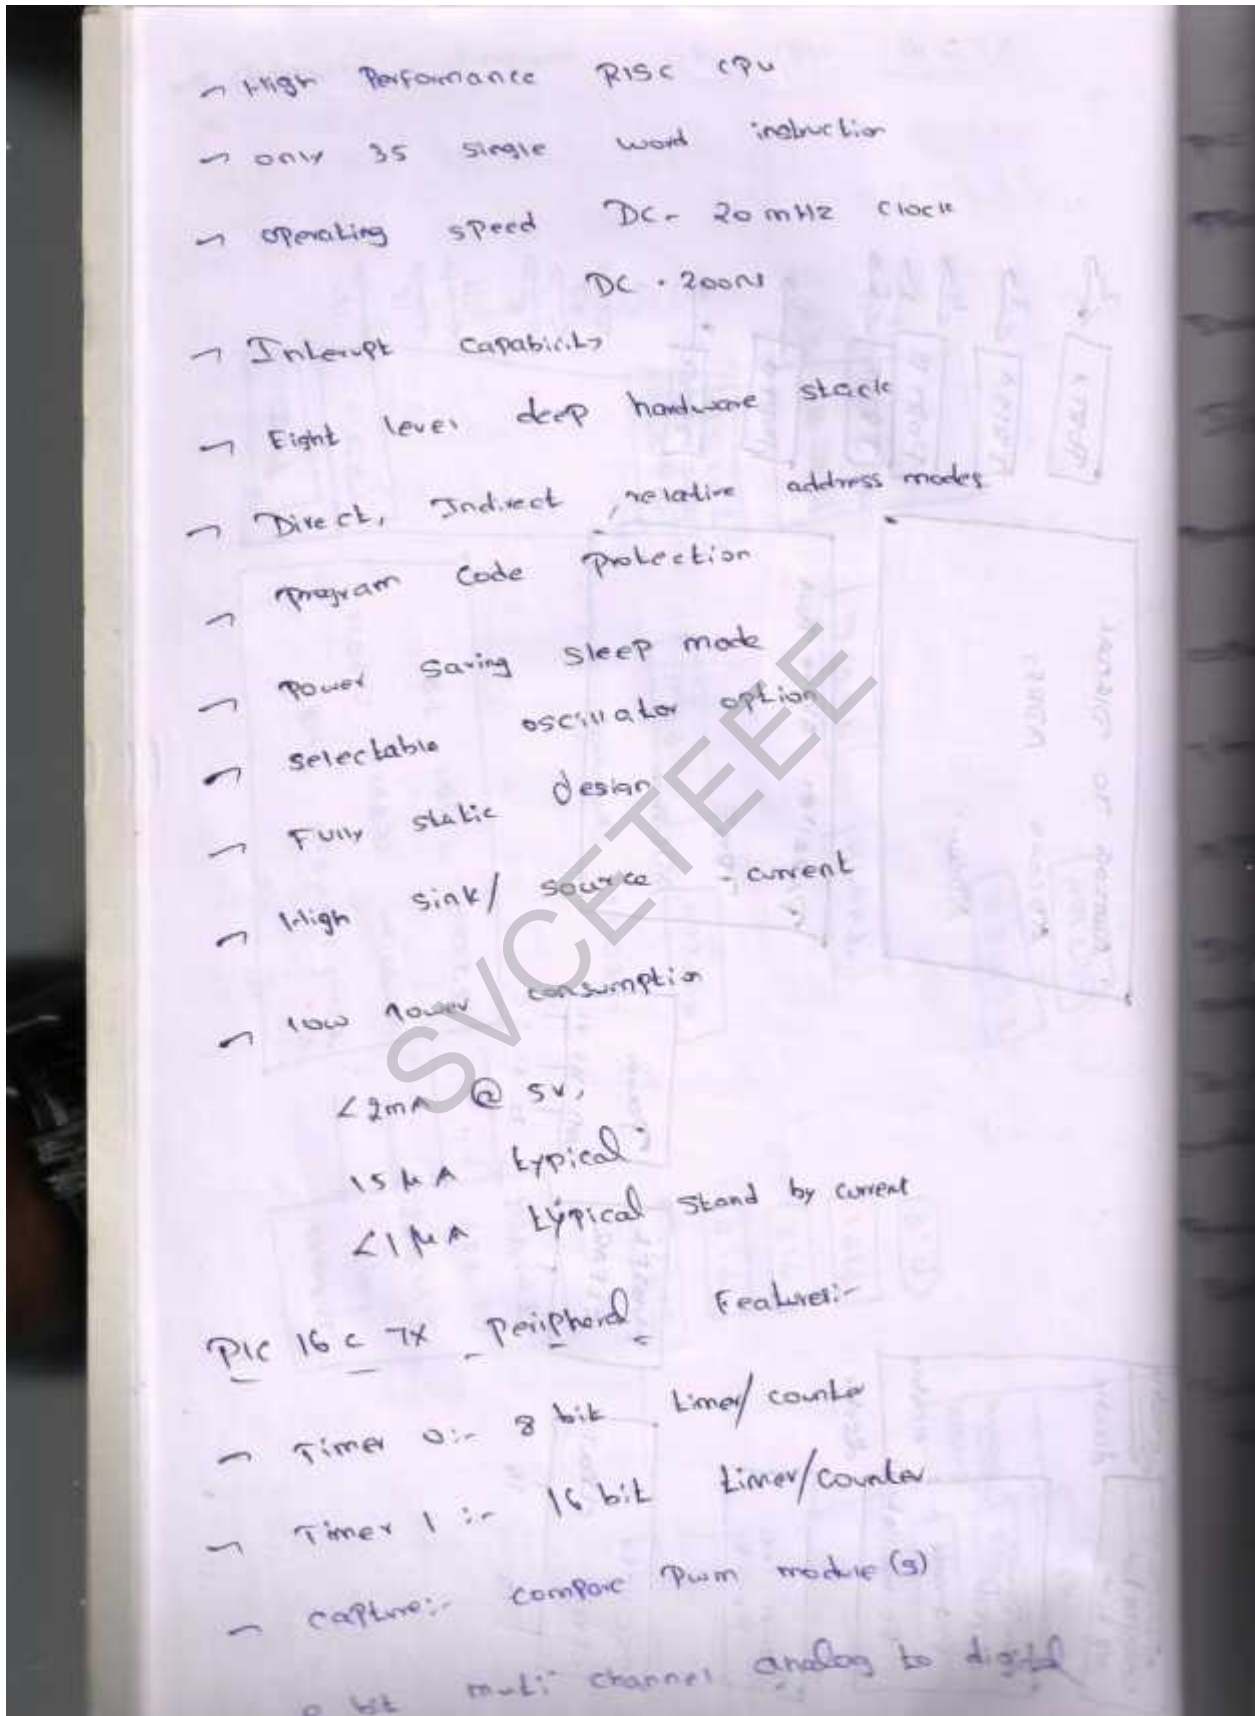 → High Performance RISC CPU
→ only 35 single word instruction
→ operating speed DC - 20 mHz clock
DC - 200ns
→ Interupt Capability
→ Eight level deep hardware stack
→ Direct, Indirect, relative address modes
→ Program Code Protection
→ Power Saving Sleep mode
→ selectable oscillator option
→ Fully static design
→ High sink/ source - current
→ low Power consumption
<2mA @ 5V,
15 μA typical
<1 μA typical stand by current
PIC 16 C 7X Peripheral Features:-
→ Timer 0:- 8 bit timer/counter
→ Timer 1:- 16 bit timer/counter
→ capture:- compare Pwm module(s)
bit multi channel analog to digital
SVCETEEE